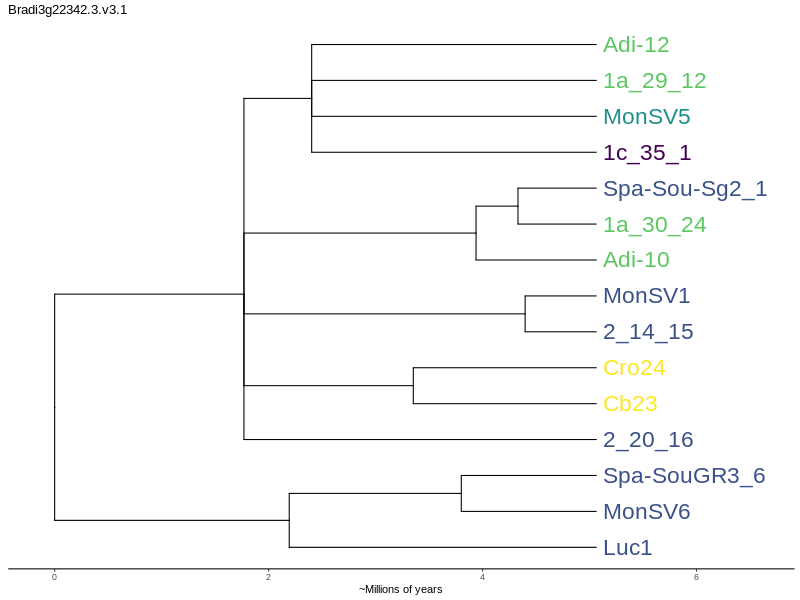 Bradi3g22342.3.v3.1
Adi-12
1a_29_12
MonSV5
1c_35_1
Spa-Sou-Sg2_1
1a_30_24
Adi-10
MonSV1
2_14_15
Cro24
Cb23
2_20_16
Spa-SouGR3_6
MonSV6
Luc1
0 2 4 6
~Millions of years